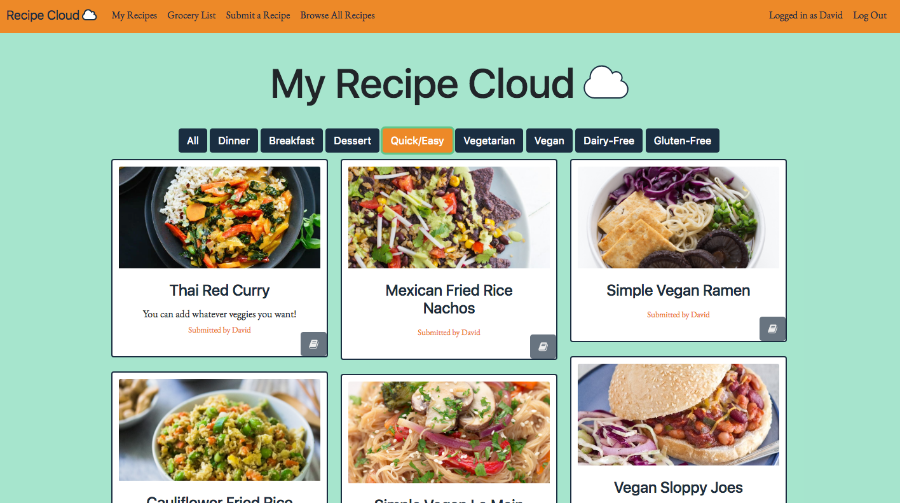 Recipe Cloud My Recipes Grocery List Submit a Recipe Browse All Recipes Logged in as David Log Out
My Recipe Cloud
All Dinner Breakfast Dessert Quick/Easy Vegetarian Vegan Dairy-Free Gluten-Free
Thai Red Curry
You can add whatever veggies you want!
Submitted by David
Mexican Fried Rice
Nachos
Submitted by David
Simple Vegan Ramen
Submitted by David
Cauliflower Fried Rice
Simple Vegan Lo Mein
Vegan Sloppy Joes